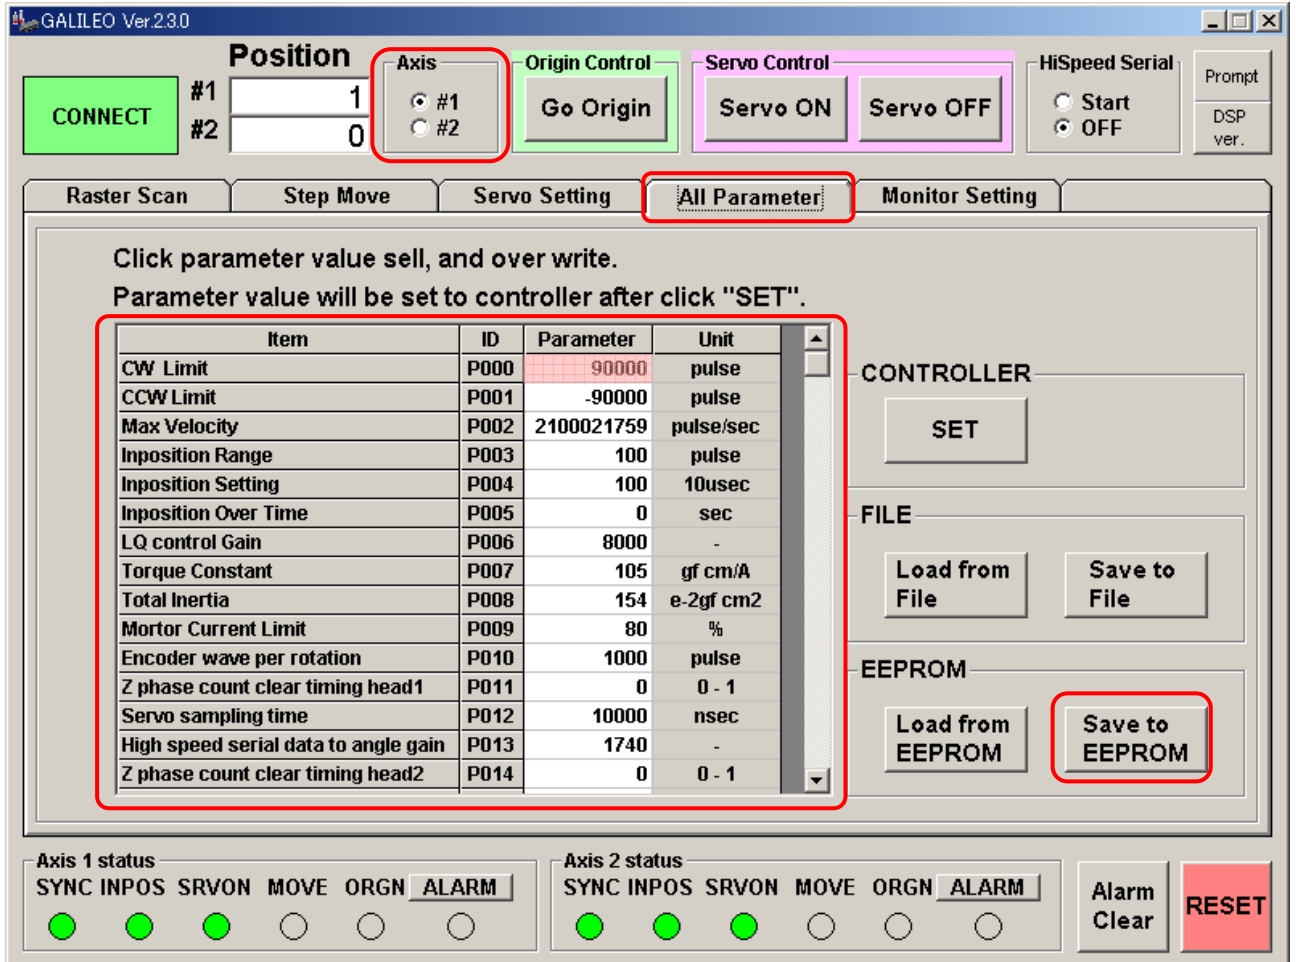 GALILEO Ver.2.3.0
Position
#1 1
#2 0
CONNECT
Axis
#1
#2
Origin Control
Go Origin
Servo Control
Servo ON Servo OFF
HiSpeed Serial
Start
OFF
Prompt
DSP
ver.
Raster Scan Step Move Servo Setting All Parameter Monitor Setting
Click parameter value sell, and over write.
Parameter value will be set to controller after click "SET".
Item ID Parameter Unit
CW Limit P000 90000 pulse
CCW Limit P001 -90000 pulse
Max Velocity P002 2100021759 pulse/sec
Inposition Range P003 100 pulse
Inposition Setting P004 100 10usec
Inposition Over Time P005 0 sec
LQ control Gain P006 8000 -
Torque Constant P007 105 gf cm/A
Total Inertia P008 154 e-2gf cm2
Mortor Current Limit P009 80 %
Encoder wave per rotation P010 1000 pulse
Z phase count clear timing head1 P011 0 0 - 1
Servo sampling time P012 10000 nsec
High speed serial data to angle gain P013 1740 -
Z phase count clear timing head2 P014 0 0 - 1
CONTROLLER
SET
FILE
Load from
File
Save to
File
EEPROM
Load from
EEPROM
Save to
EEPROM
Axis 1 status
SYNC INPOS SRVON MOVE ORGN ALARM
Axis 2 status
SYNC INPOS SRVON MOVE ORGN ALARM
Alarm
Clear
RESET